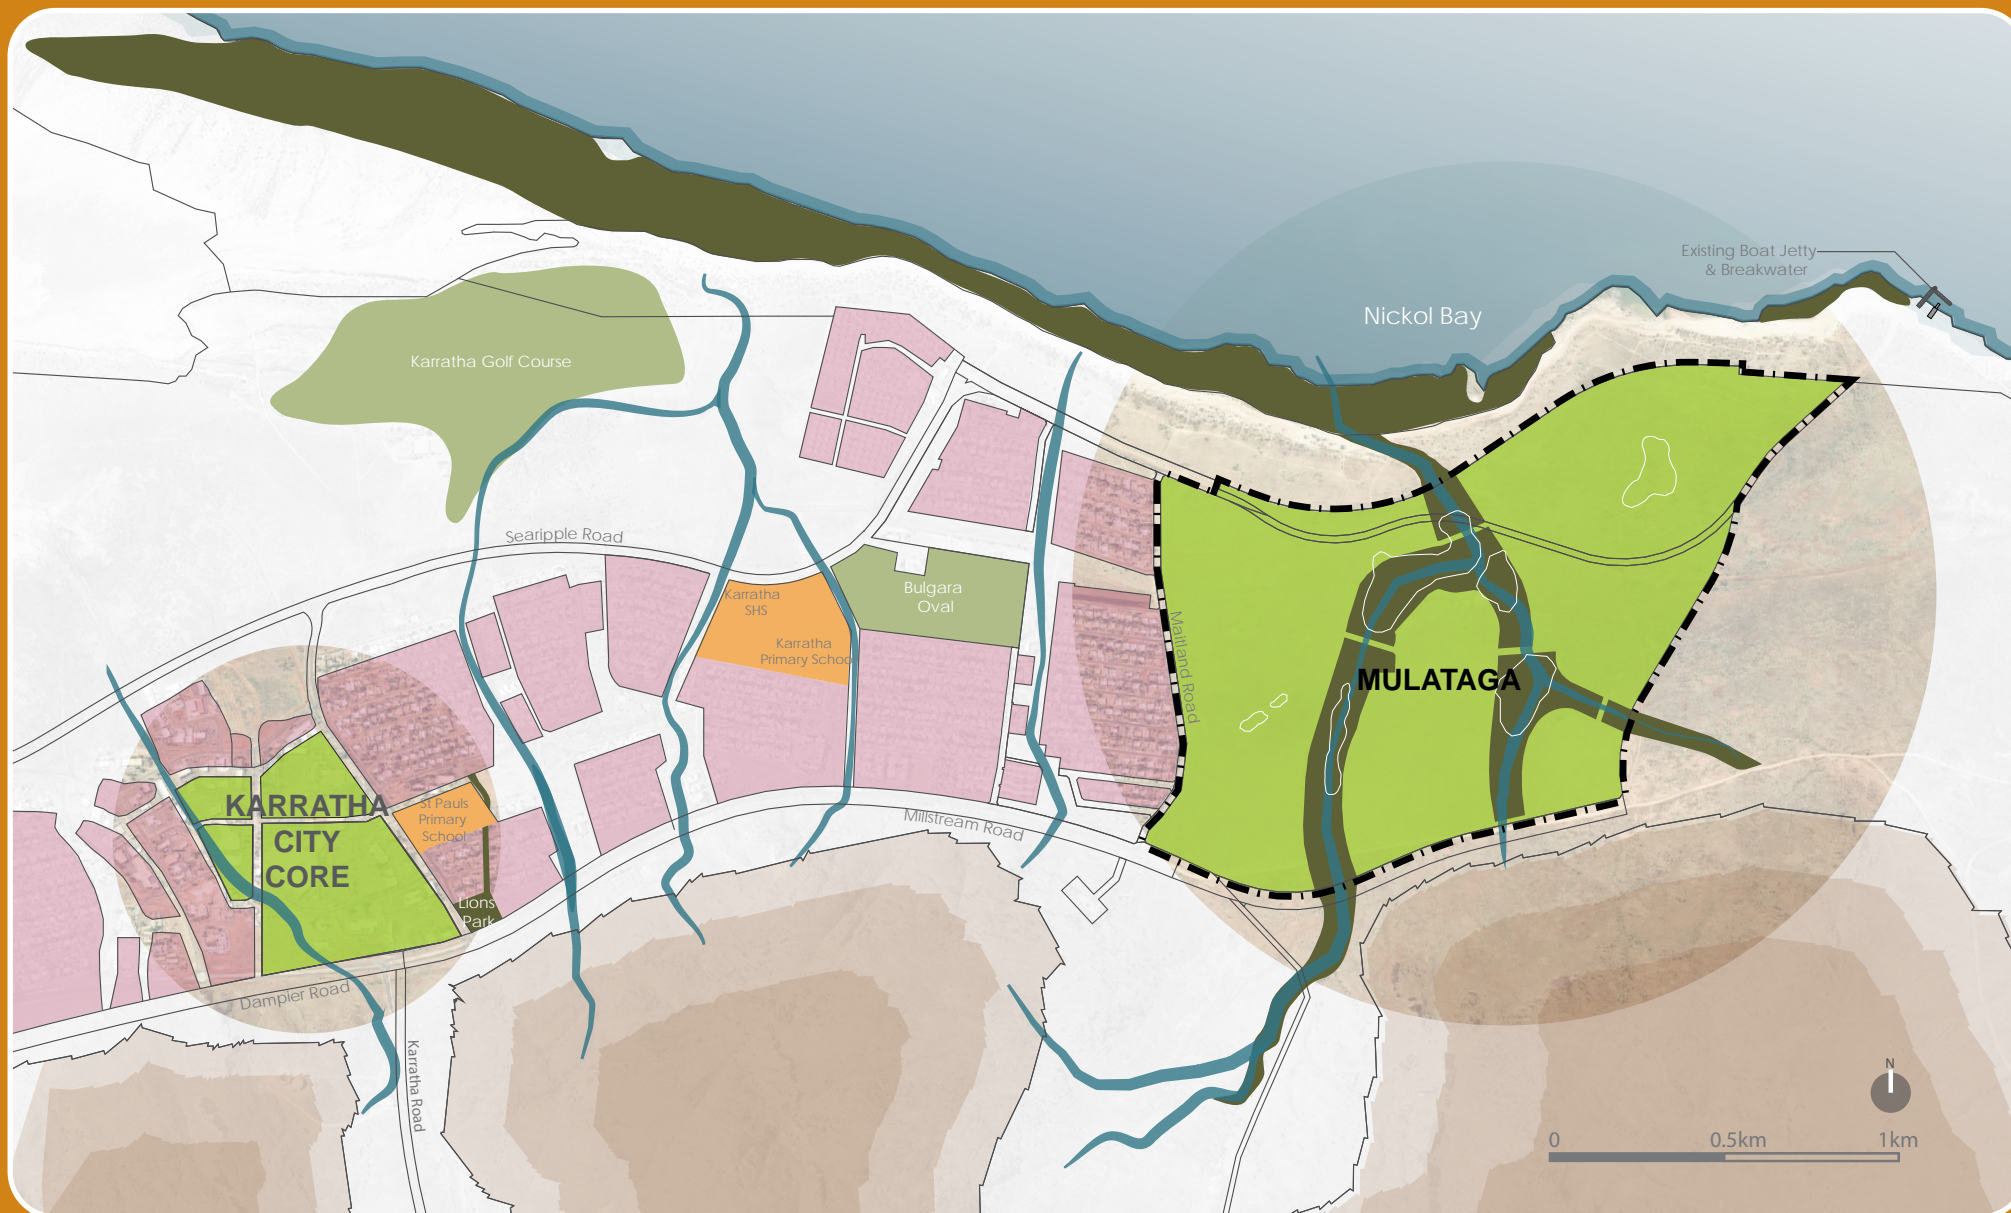 Existing Boat Jetty
& Breakwater
Nickol Bay
Karratha Golf Course
Searipple Road
Bulgara
Oval
Karratha
SHS
Karratha
Primary School
Maitland Road
MULATAGA
KARRATHA
CITY
CORE
St Pauls
Primary
School
Millstream Road
Lions
Park
Dampier Road
Karratha Road
N
0 0.5km 1km